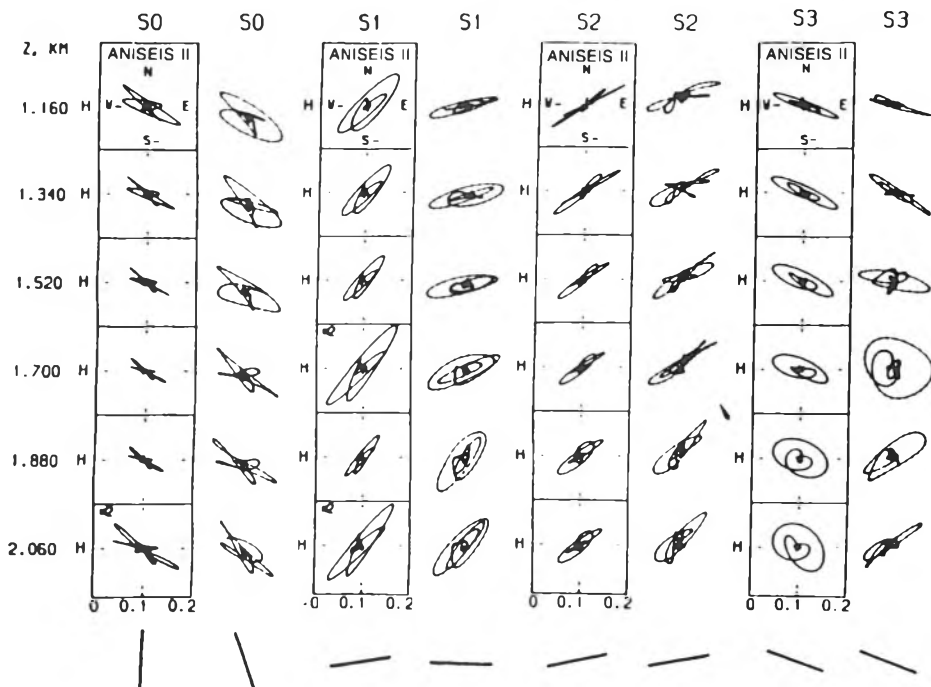 S0 S0 S1 S1 S2 S2 S3 S3
Z, KM ANISEIS II ANISEIS II ANISEIS II ANISEIS II
N N N N
1.160 H W- E H W- E H W- E H W- E
S- S- S- S-
1.340 H H H H
1.520 H H H H
1.700 H H H H
1.880 H H H H
2.060 H H H H
0 0.1 0.2 .0 0.1 0.2 0 0.1 0.2 0 0.1 0.2